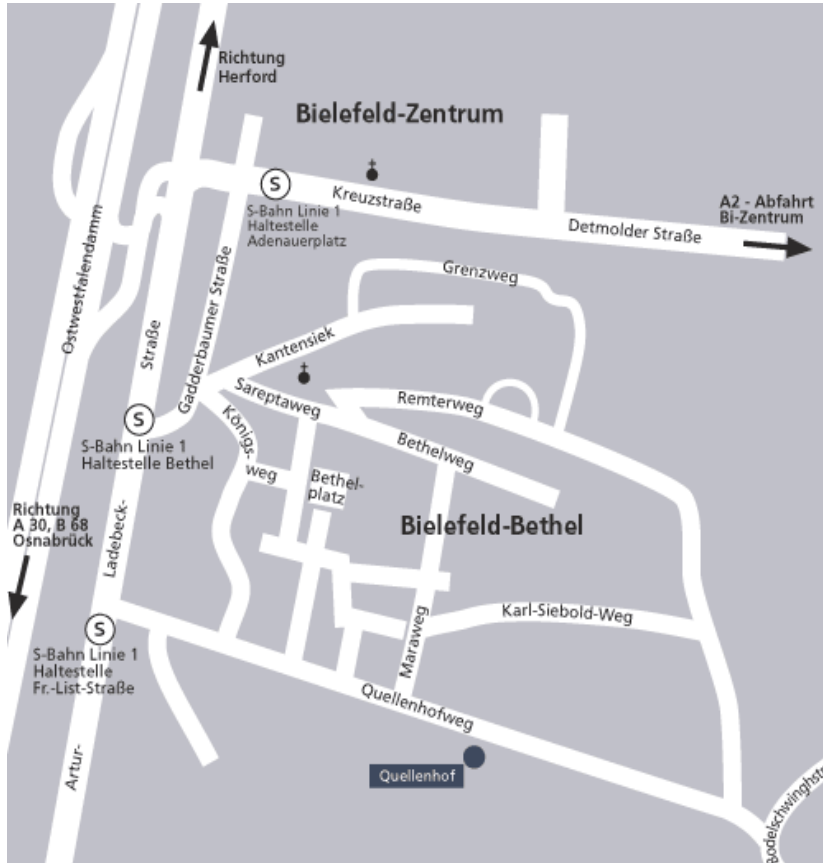 Richtung
Herford
Bielefeld-Zentrum
S
Kreuzstraße
S-Bahn Linie 1
Haltestelle
Adenauerplatz
A2 - Abfahrt
Bi-Zentrum
Detmolder Straße
Ostwestfalendamm
Grenzweg
Gadderbaumer Straße
Straße
Kantensiek
Sareptaweg
Remterweg
S
S-Bahn Linie 1
Haltestelle Bethel
Königs-
weg
Bethelweg
Bethel-
platz
Richtung
A 30, B 68
Osnabrück
Bielefeld-Bethel
Ladebeck-
Karl-Siebold-Weg
S
S-Bahn Linie 1
Haltestelle
Fr.-List-Straße
Maraweg
Quellenhofweg
Artur-
Quellenhof
Bodelschwinghstr